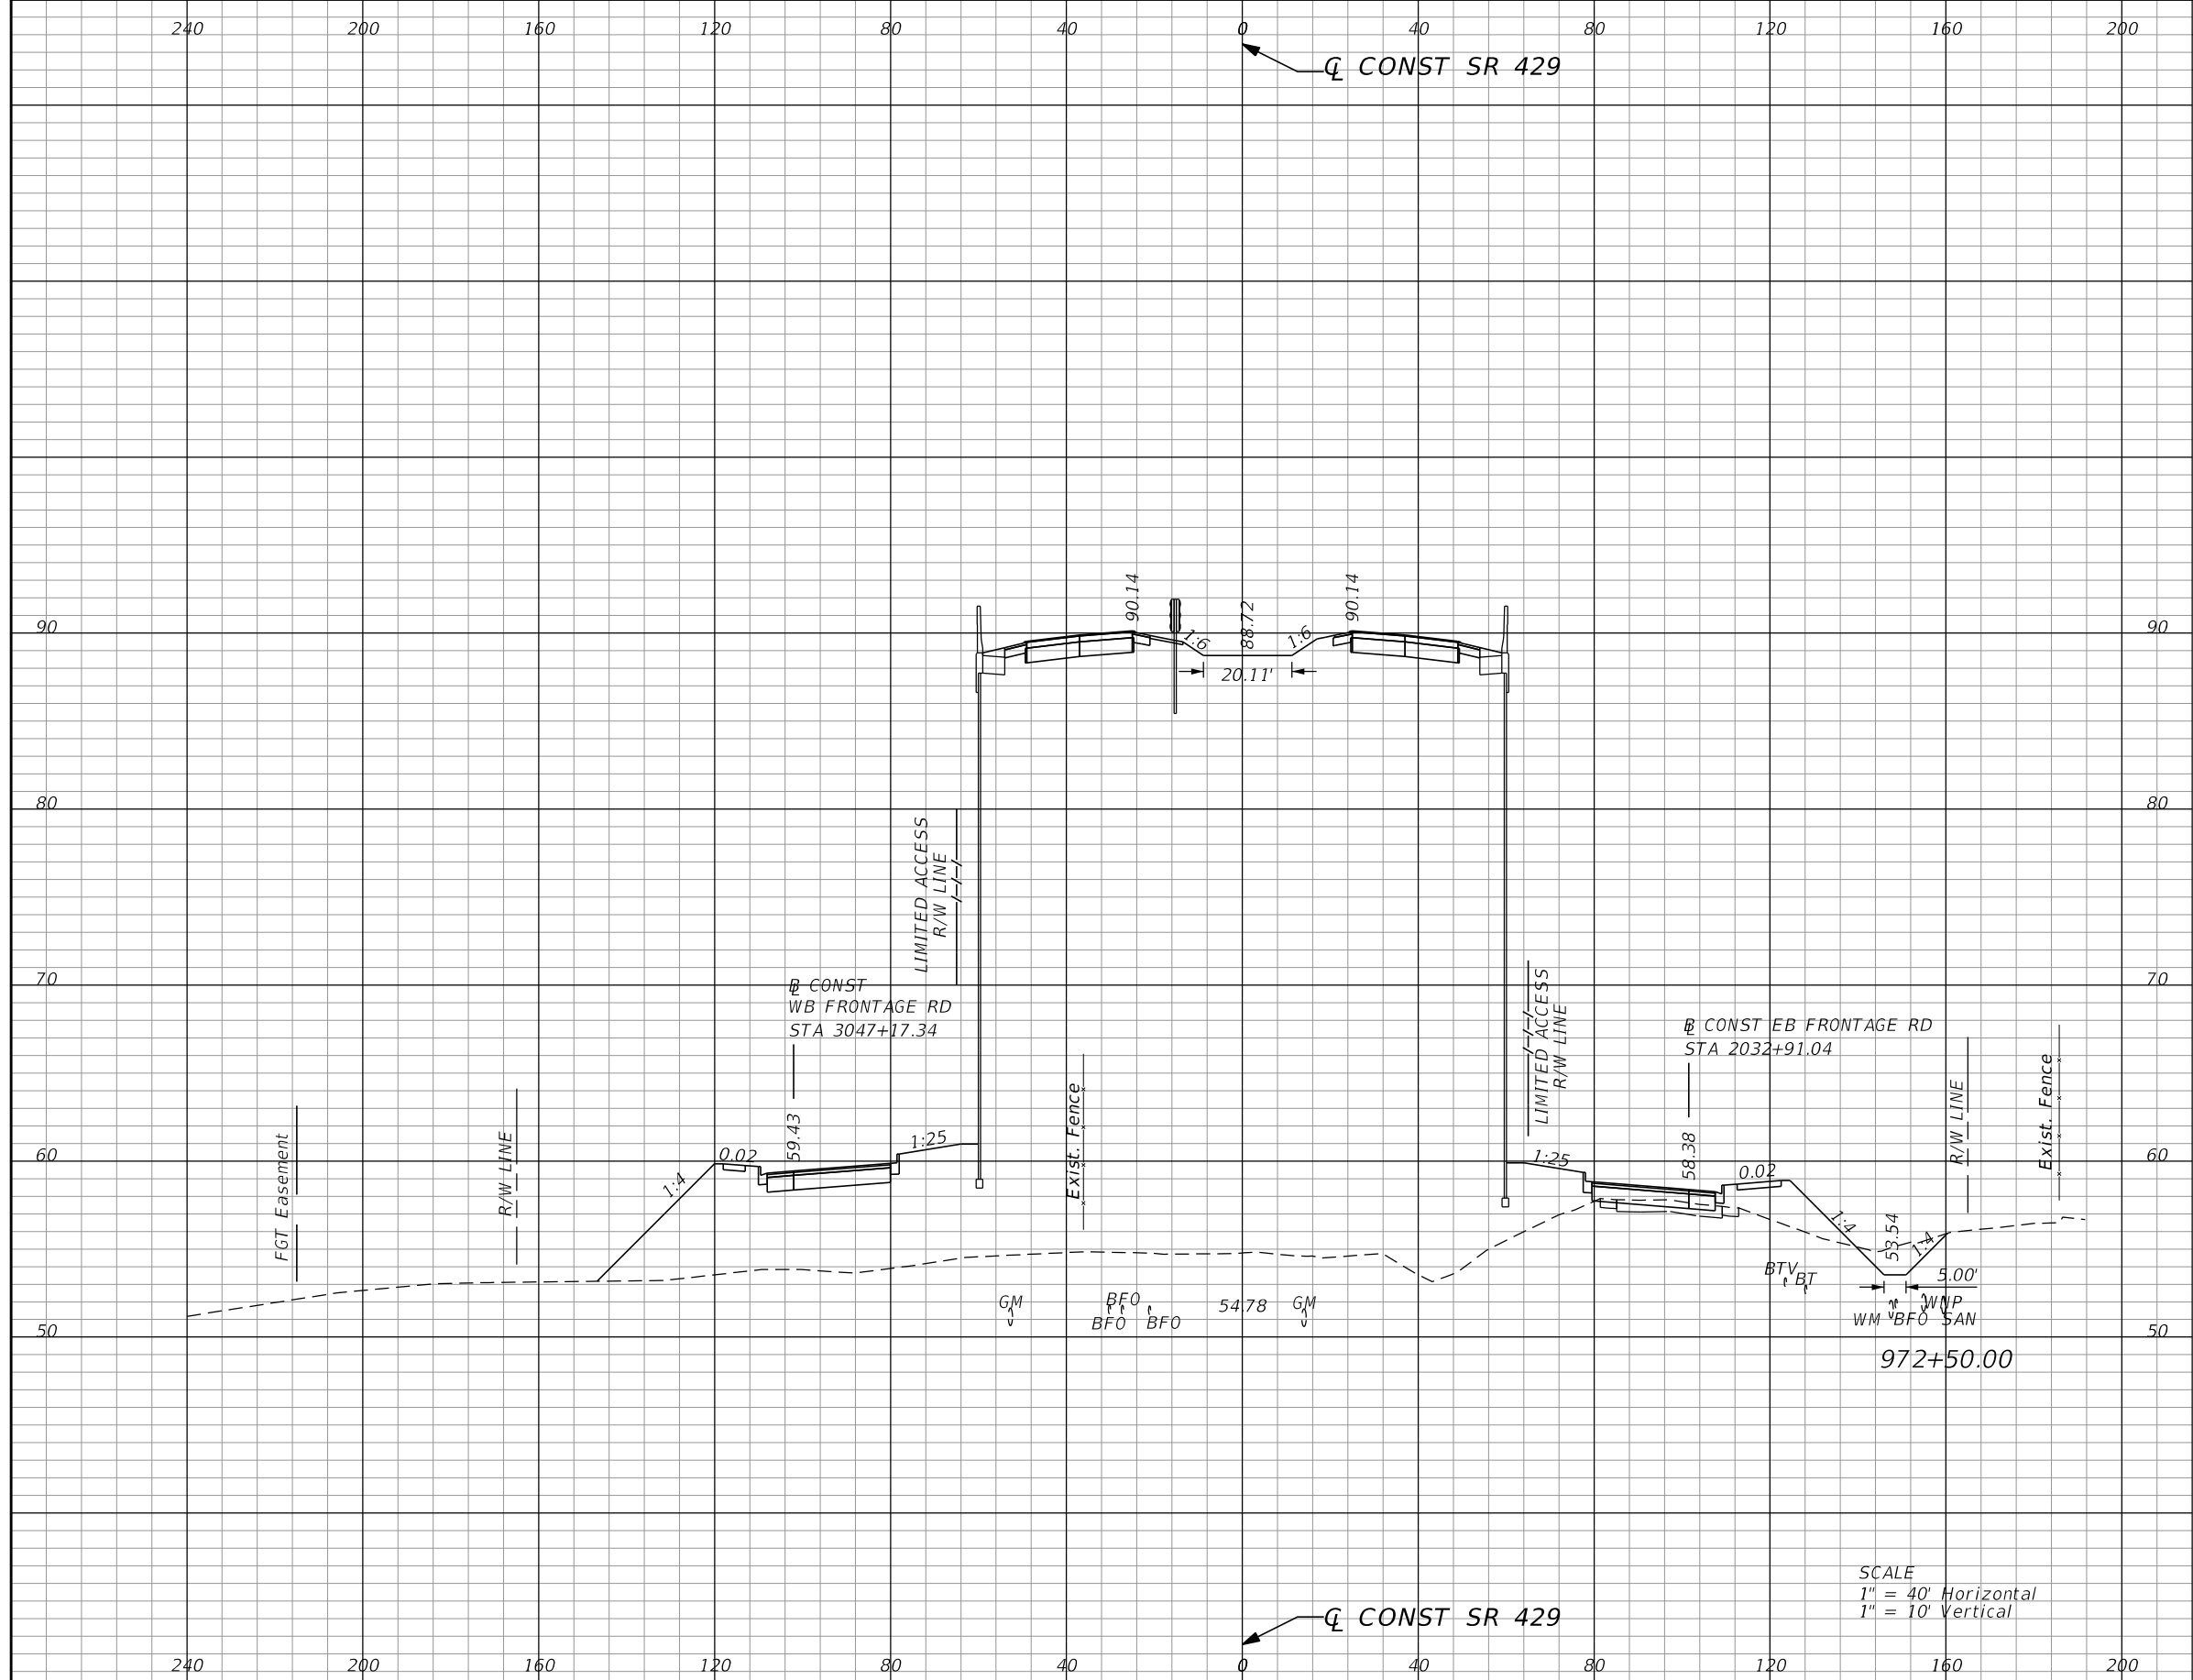 240 200 160 120 80 40 0 40 80 120 160 200
℄ CONST SR 429
90.14
90.14
90 90
1:6
88.72
1:6
20.11'
80 80
LIMITED ACCESS
R/W LINE
70 70
BL CONST
WB FRONTAGE RD
STA 3047+17.34
LIMITED ACCESS
R/W LINE
BL CONST EB FRONTAGE RD
STA 2032+91.04
FGT Easement
R/W LINE
59.43
Exist. Fence
58.38
R/W LINE
Exist. Fence
60 60
1:4
0.02
1:25
1:25
0.02
1:4
53.54
1:4
BTV
BT
5.00'
GM
BFO
BFO
BFO
54.78
GM
WNP
WM BFO SAN
50 50
972+50.00
SCALE
1" = 40' Horizontal
1" = 10' Vertical
℄ CONST SR 429
240 200 160 120 80 40 0 40 80 120 160 200